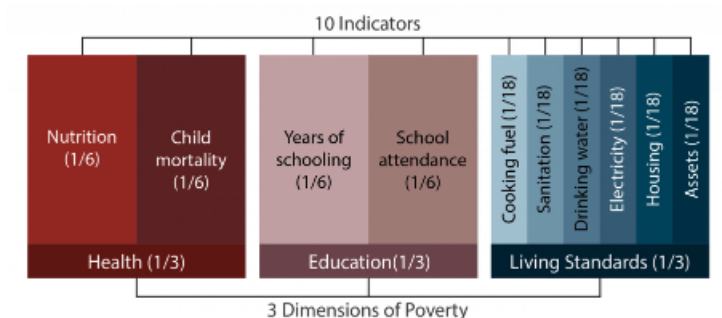 10 Indicators
Nutrition
(1/6)
Child
mortality
(1/6)
Years of
schooling
(1/6)
School
attendance
(1/6)
Cooking fuel (1/18)
Sanitation (1/18)
Drinking water (1/18)
Electricity (1/18)
Housing (1/18)
Assets (1/18)
Health (1/3)
Education(1/3)
Living Standards (1/3)
3 Dimensions of Poverty